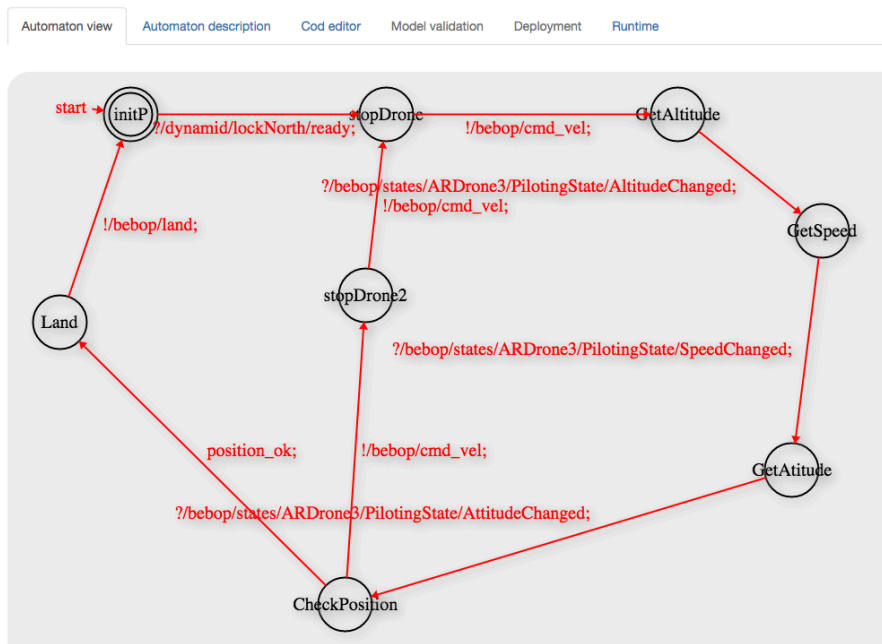 Automaton view
Automaton description
Cod editor
Model validation
Deployment
Runtime
start
initP
?/dynamid/lockNorth/ready;
stopDrone
!/bebop/cmd_vel;
GetAltitude
?/bebop/states/ARDrone3/PilotingState/AltitudeChanged;
!/bebop/cmd_vel;
!/bebop/land;
GetSpeed
stopDrone2
Land
?/bebop/states/ARDrone3/PilotingState/SpeedChanged;
position_ok;
!/bebop/cmd_vel;
GetAtitude
?/bebop/states/ARDrone3/PilotingState/AttitudeChanged;
CheckPosition